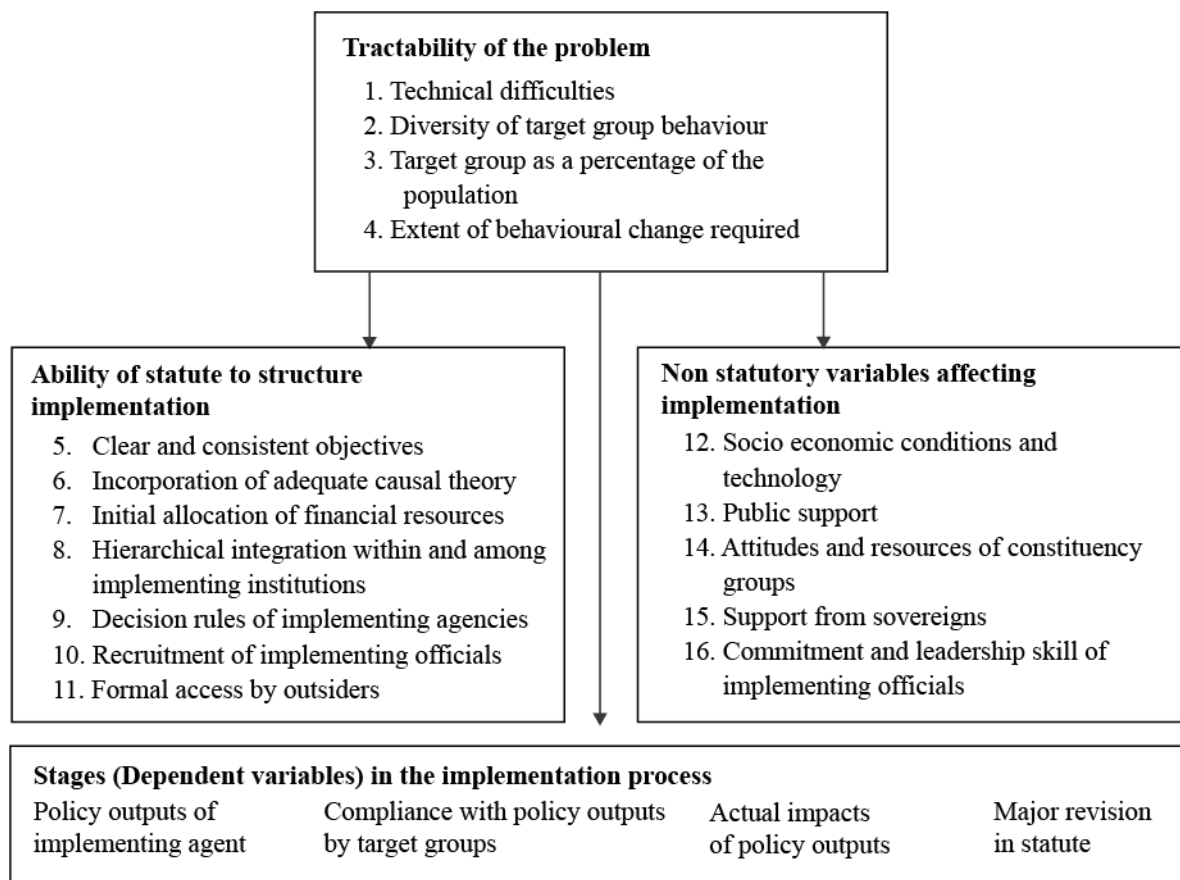 Tractability of the problem
1. Technical difficulties
2. Diversity of target group behaviour
3. Target group as a percentage of the
population
4. Extent of behavioural change required
Ability of statute to structure
implementation
5. Clear and consistent objectives
6. Incorporation of adequate causal theory
7. Initial allocation of financial resources
8. Hierarchical integration within and among
implementing institutions
9. Decision rules of implementing agencies
10. Recruitment of implementing officials
11. Formal access by outsiders
Non statutory variables affecting
implementation
12. Socio economic conditions and
technology
13. Public support
14. Attitudes and resources of constituency
groups
15. Support from sovereigns
16. Commitment and leadership skill of
implementing officials
Stages (Dependent variables) in the implementation process
Policy outputs of
implementing agent
Compliance with policy outputs
by target groups
Actual impacts
of policy outputs
Major revision
in statute